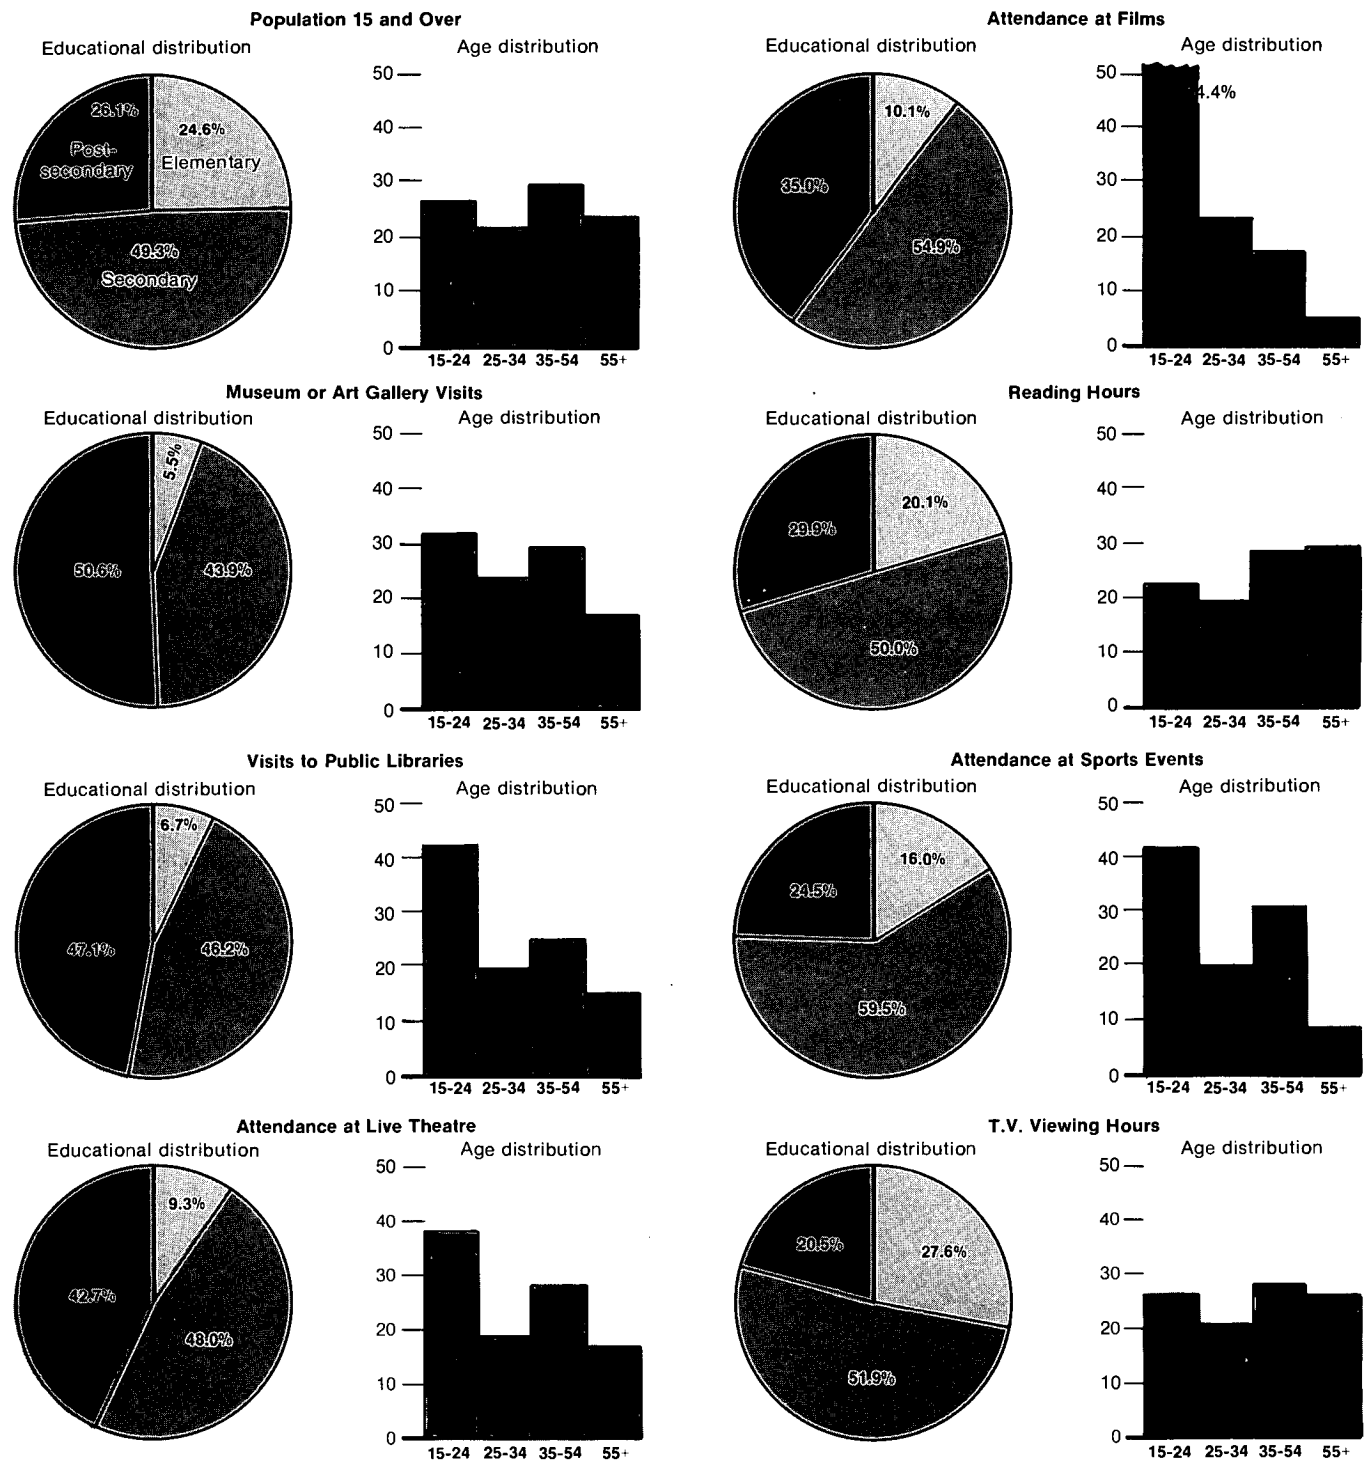 Population 15 and Over
Educational distribution
Age distribution
26.1%
Post-
secondary
24.6%
Elementary
49.3%
Secondary
50
40
30
20
10
0
15-24 25-34 35-54 55+
Attendance at Films
Educational distribution
Age distribution
10.1%
35.0%
54.9%
50
4.4%
40
30
20
10
0
15-24 25-34 35-54 55+
Museum or Art Gallery Visits
Educational distribution
Age distribution
5.5%
50.6%
43.9%
50
40
30
20
10
0
15-24 25-34 35-54 55+
Reading Hours
Educational distribution
Age distribution
20.1%
29.9%
50.0%
50
40
30
20
10
0
15-24 25-34 35-54 55+
Visits to Public Libraries
Educational distribution
Age distribution
6.7%
47.1%
46.2%
50
40
30
20
10
0
15-24 25-34 35-54 55+
Attendance at Sports Events
Educational distribution
Age distribution
16.0%
24.5%
59.5%
50
40
30
20
10
0
15-24 25-34 35-54 55+
Attendance at Live Theatre
Educational distribution
Age distribution
9.3%
42.7%
48.0%
50
40
30
20
10
0
15-24 25-34 35-54 55+
T.V. Viewing Hours
Educational distribution
Age distribution
20.5%
27.6%
51.9%
50
40
30
20
10
0
15-24 25-34 35-54 55+